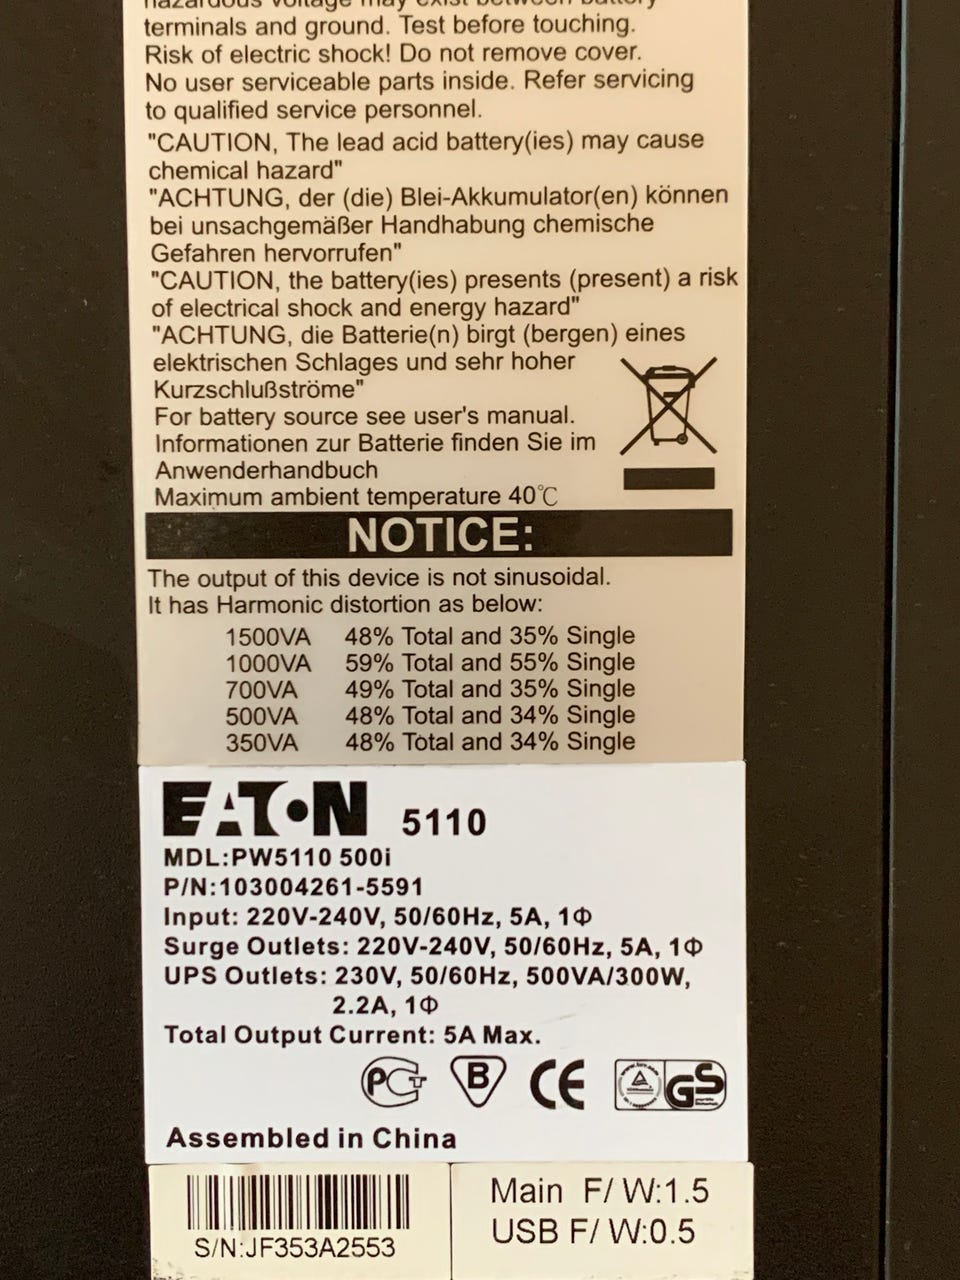 hazardous voltage may exist between battery
terminals and ground. Test before touching.
Risk of electric shock! Do not remove cover.
No user serviceable parts inside. Refer servicing
to qualified service personnel.
"CAUTION, The lead acid battery(ies) may cause
chemical hazard"
"ACHTUNG, der (die) Blei-Akkumulator(en) können
bei unsachgemäßer Handhabung chemische
Gefahren hervorrufen"
"CAUTION, the battery(ies) presents (present) a risk
of electrical shock and energy hazard"
"ACHTUNG, die Batterie(n) birgt (bergen) eines
elektrischen Schlages und sehr hoher
Kurzschlußströme"
For battery source see user's manual.
Informationen zur Batterie finden Sie im
Anwenderhandbuch
Maximum ambient temperature 40℃
NOTICE:
The output of this device is not sinusoidal.
It has Harmonic distortion as below:
1500VA 48% Total and 35% Single
1000VA 59% Total and 55% Single
700VA 49% Total and 35% Single
500VA 48% Total and 34% Single
350VA 48% Total and 34% Single
EATON 5110
MDL:PW5110 500i
P/N:103004261-5591
Input: 220V-240V, 50/60Hz, 5A, 1Φ
Surge Outlets: 220V-240V, 50/60Hz, 5A, 1Φ
UPS Outlets: 230V, 50/60Hz, 500VA/300W,
2.2A, 1Φ
Total Output Current: 5A Max.
PCT B CE GS
Assembled in China
S/N:JF353A2553
Main F/W:1.5
USB F/W:0.5